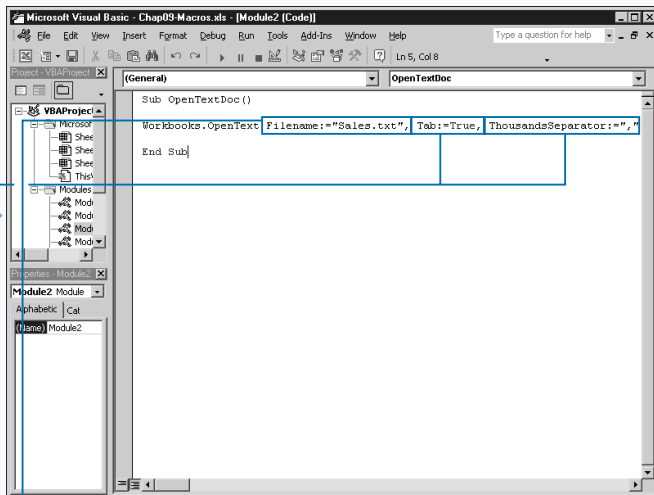 Microsoft Visual Basic - Chap09-Macros.xls - [Module2 (Code)]
File Edit View Insert Format Debug Run Tools Add-Ins Window Help
Type a question for help
Ln 5, Col 8
Project - VBAProject
(General)
OpenTextDoc
Sub OpenTextDoc()
VBAProjec
Microsof
Workbooks.OpenText Filename:="Sales.txt", Tab:=True, ThousandsSeparator:=","
Shee
Shee
End Sub
Shee
This
Modules
Modu
Modu
Modu
Modu
Properties - Module2
Module2 Module
Alphabetic Cat
(Name) Module2